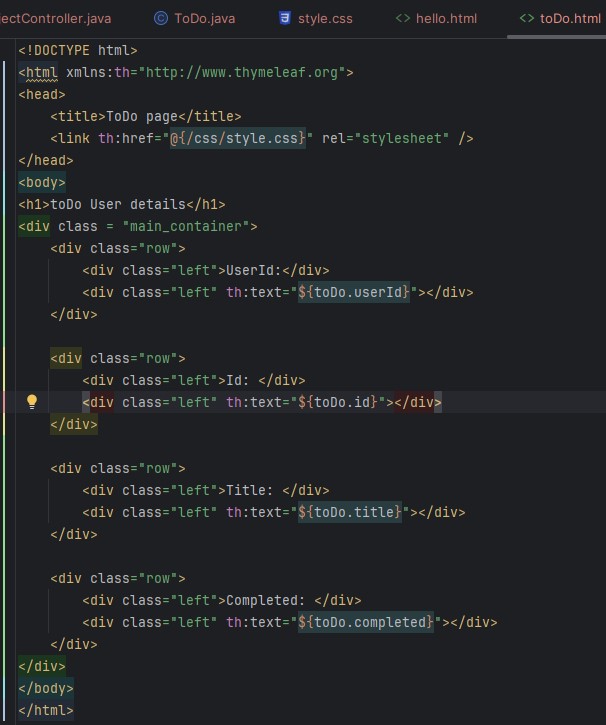 jectController.java ToDo.java style.css hello.html toDo.html
<!DOCTYPE html>
<html xmlns:th="http://www.thymeleaf.org">
<head>
    <title>ToDo page</title>
    <link th:href="@{/css/style.css}" rel="stylesheet" />
</head>
<body>
<h1>toDo User details</h1>
<div class = "main_container">
    <div class="row">
        <div class="left">UserId:</div>
        <div class="left" th:text="${toDo.userId}"></div>
    </div>

    <div class="row">
        <div class="left">Id: </div>
        <div class="left" th:text="${toDo.id}"></div>
    </div>

    <div class="row">
        <div class="left">Title: </div>
        <div class="left" th:text="${toDo.title}"></div>
    </div>

    <div class="row">
        <div class="left">Completed: </div>
        <div class="left" th:text="${toDo.completed}"></div>
    </div>
</div>
</body>
</html>